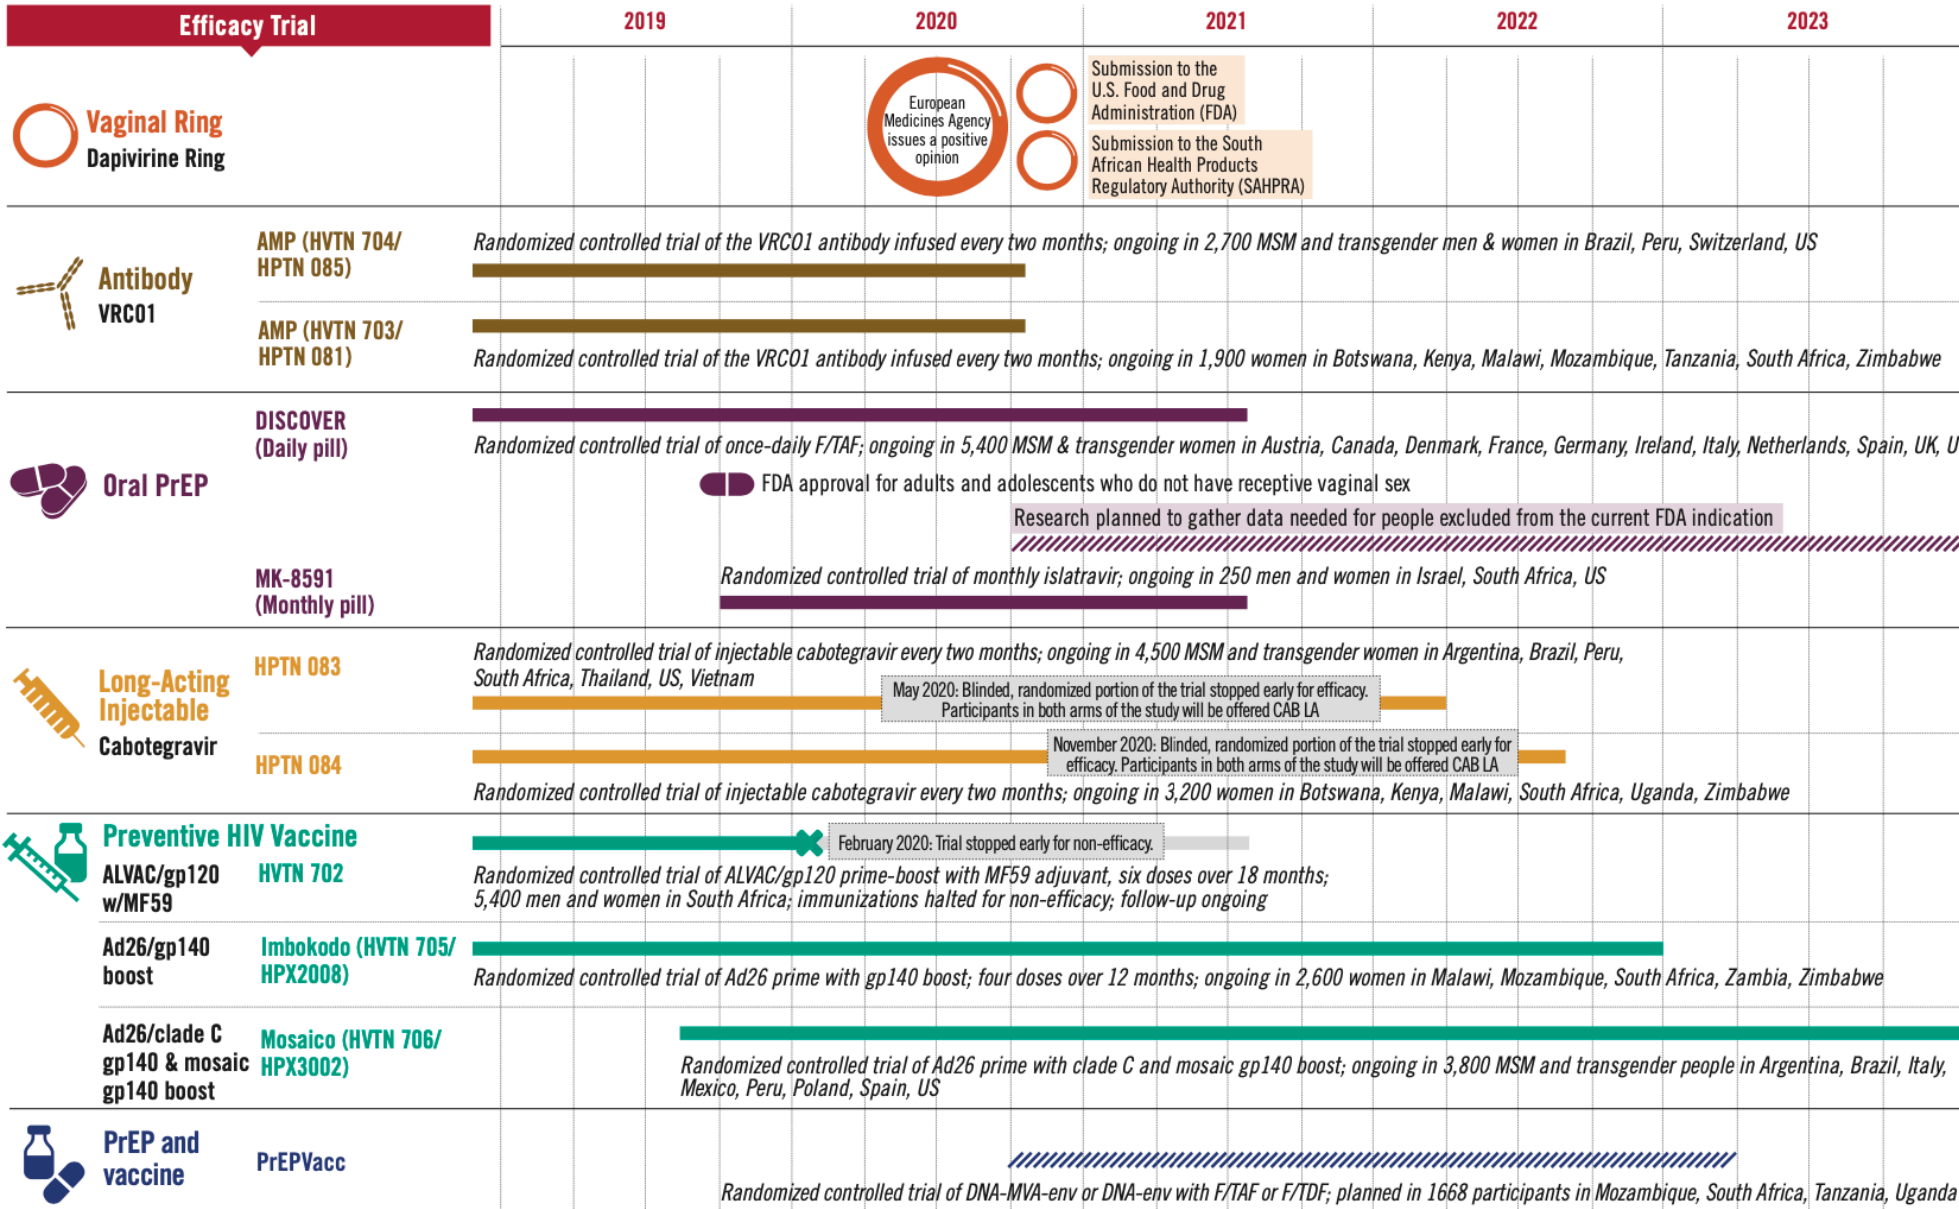 Efficacy Trial
2019
2020
2021
2022
2023
Vaginal Ring
Dapivirine Ring
European
Medicines Agency
issues a positive
opinion
Submission to the
U.S. Food and Drug
Administration (FDA)
Submission to the South
African Health Products
Regulatory Authority (SAHPRA)
Antibody
VRC01
AMP (HVTN 704/
HPTN 085)
Randomized controlled trial of the VRC01 antibody infused every two months; ongoing in 2,700 MSM and transgender men & women in Brazil, Peru, Switzerland, US
AMP (HVTN 703/
HPTN 081)
Randomized controlled trial of the VRC01 antibody infused every two months; ongoing in 1,900 women in Botswana, Kenya, Malawi, Mozambique, Tanzania, South Africa, Zimbabwe
Oral PrEP
DISCOVER
(Daily pill)
Randomized controlled trial of once-daily F/TAF; ongoing in 5,400 MSM & transgender women in Austria, Canada, Denmark, France, Germany, Ireland, Italy, Netherlands, Spain, UK, U
FDA approval for adults and adolescents who do not have receptive vaginal sex
Research planned to gather data needed for people excluded from the current FDA indication
MK-8591
(Monthly pill)
Randomized controlled trial of monthly islatravir; ongoing in 250 men and women in Israel, South Africa, US
Long-Acting
Injectable
Cabotegravir
HPTN 083
Randomized controlled trial of injectable cabotegravir every two months; ongoing in 4,500 MSM and transgender women in Argentina, Brazil, Peru,
South Africa, Thailand, US, Vietnam
May 2020: Blinded, randomized portion of the trial stopped early for efficacy.
Participants in both arms of the study will be offered CAB LA
HPTN 084
November 2020: Blinded, randomized portion of the trial stopped early for
efficacy. Participants in both arms of the study will be offered CAB LA
Randomized controlled trial of injectable cabotegravir every two months; ongoing in 3,200 women in Botswana, Kenya, Malawi, South Africa, Uganda, Zimbabwe
Preventive HIV Vaccine
ALVAC/gp120
w/MF59
HVTN 702
February 2020: Trial stopped early for non-efficacy.
Randomized controlled trial of ALVAC/gp120 prime-boost with MF59 adjuvant, six doses over 18 months;
5,400 men and women in South Africa; immunizations halted for non-efficacy; follow-up ongoing
Ad26/gp140
boost
Imbokodo (HVTN 705/
HPX2008)
Randomized controlled trial of Ad26 prime with gp140 boost; four doses over 12 months; ongoing in 2,600 women in Malawi, Mozambique, South Africa, Zambia, Zimbabwe
Ad26/clade C
gp140 & mosaic
gp140 boost
Mosaico (HVTN 706/
HPX3002)
Randomized controlled trial of Ad26 prime with clade C and mosaic gp140 boost; ongoing in 3,800 MSM and transgender people in Argentina, Brazil, Italy,
Mexico, Peru, Poland, Spain, US
PrEP and
vaccine
PrEPVacc
Randomized controlled trial of DNA-MVA-env or DNA-env with F/TAF or F/TDF; planned in 1668 participants in Mozambique, South Africa, Tanzania, Uganda